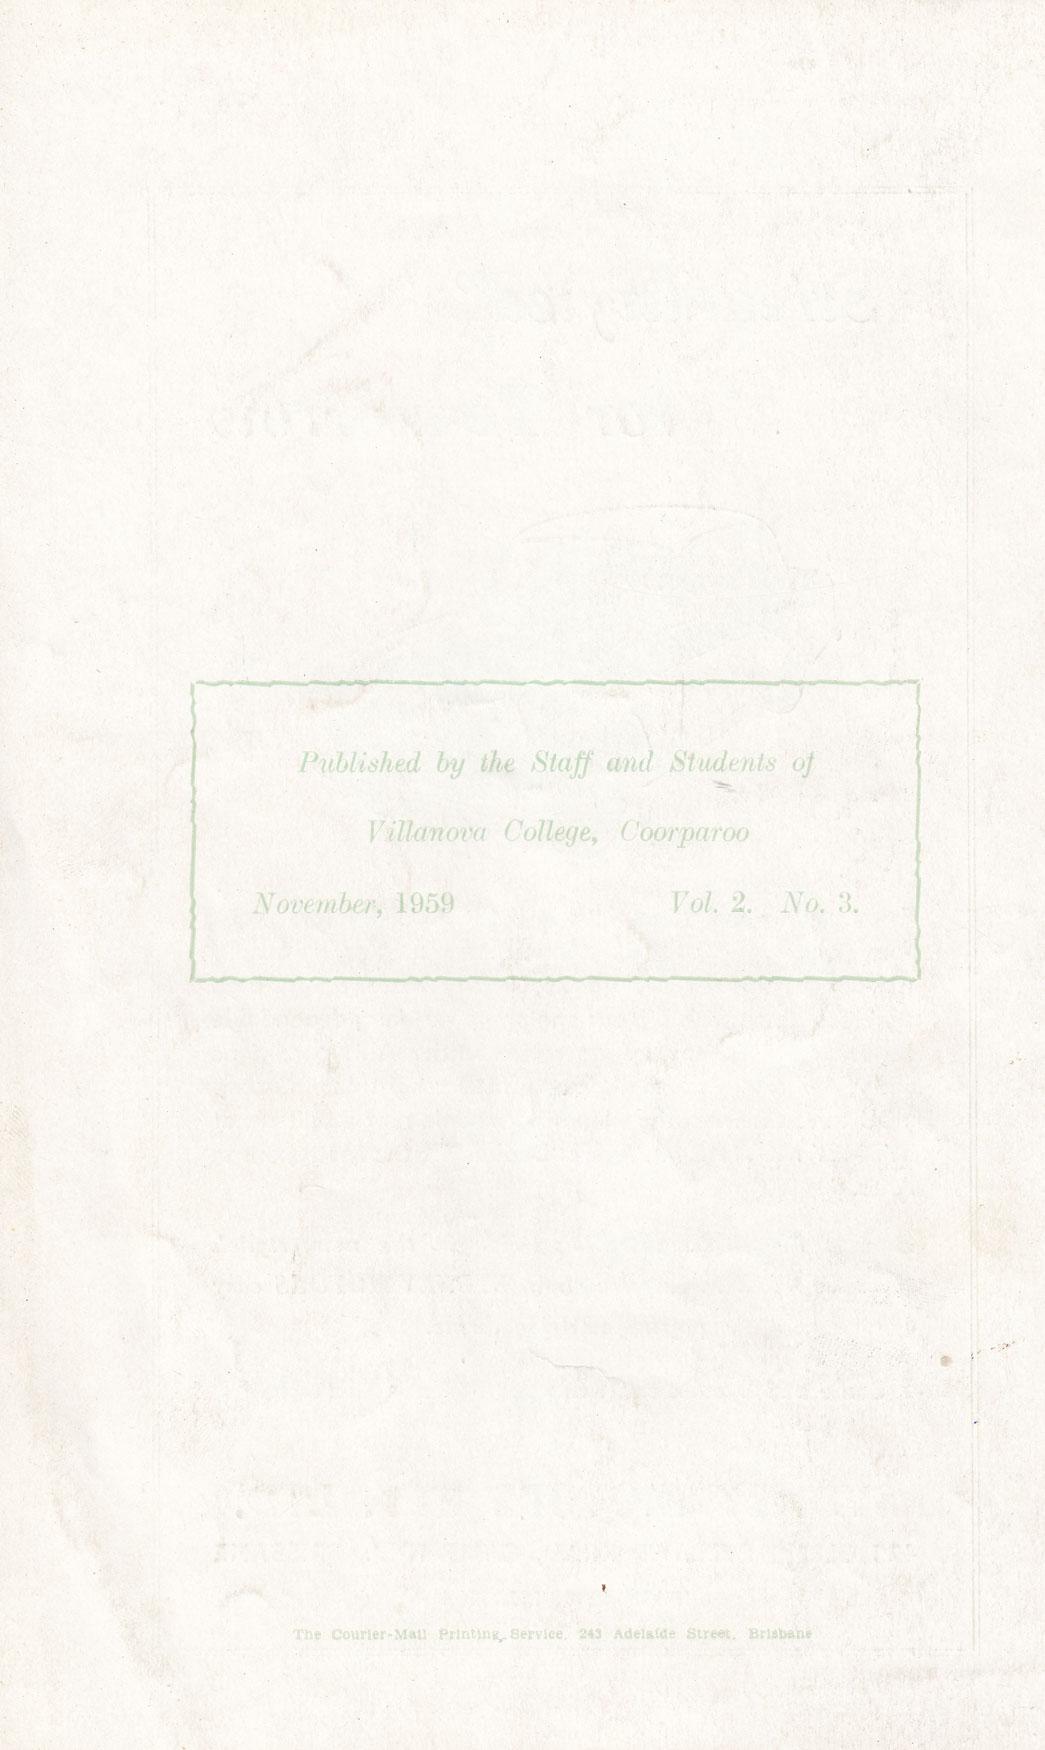 Published by the Staff and Students of
Villanova College, Coorparoo
November, 1959 Vol. 2. No. 3.
The Courier-Mail Printing Service, 243 Adelaide Street, Brisbane